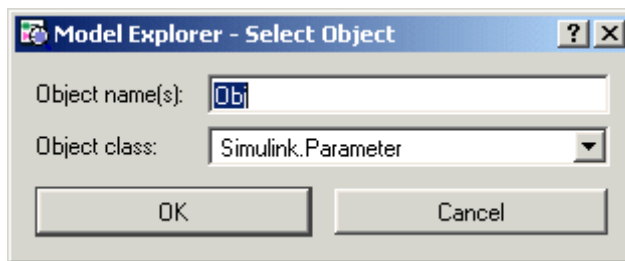 Model Explorer - Select Object
Object name(s): Obj
Object class: Simulink.Parameter
OK Cancel